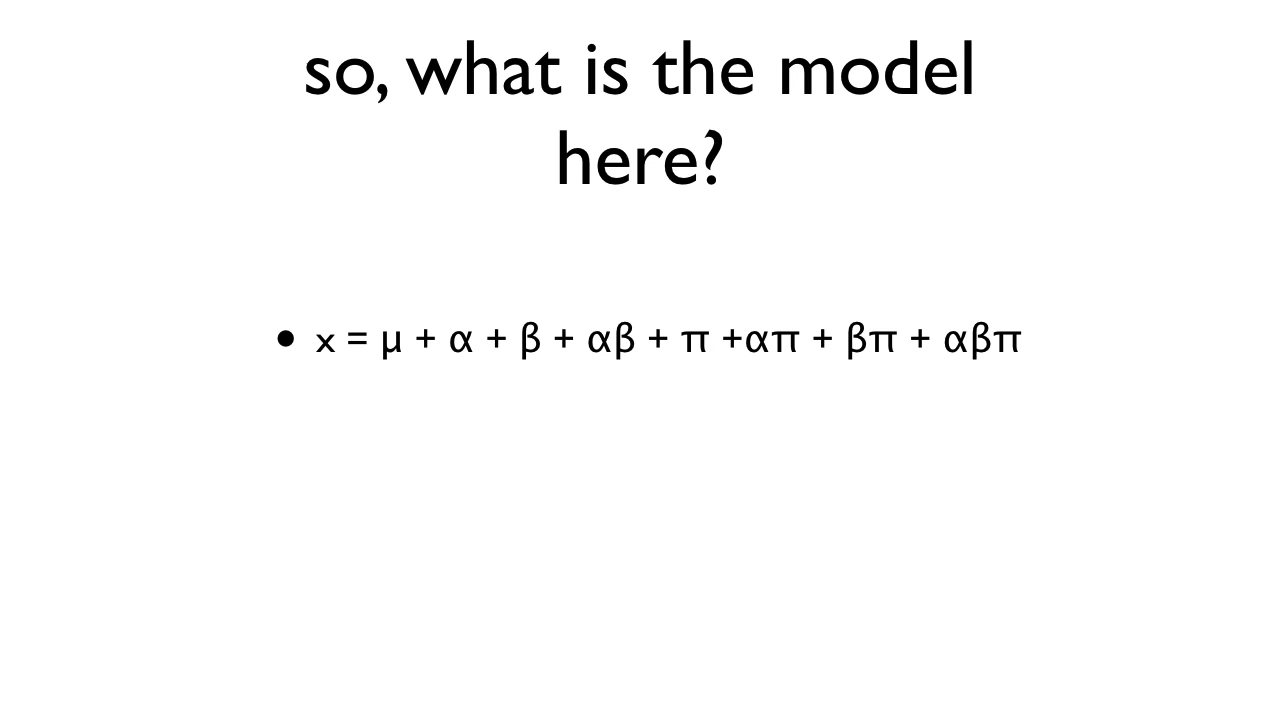 so, what is the model
here?
• x = μ + α + β + αβ + π +απ + βπ + αβπ